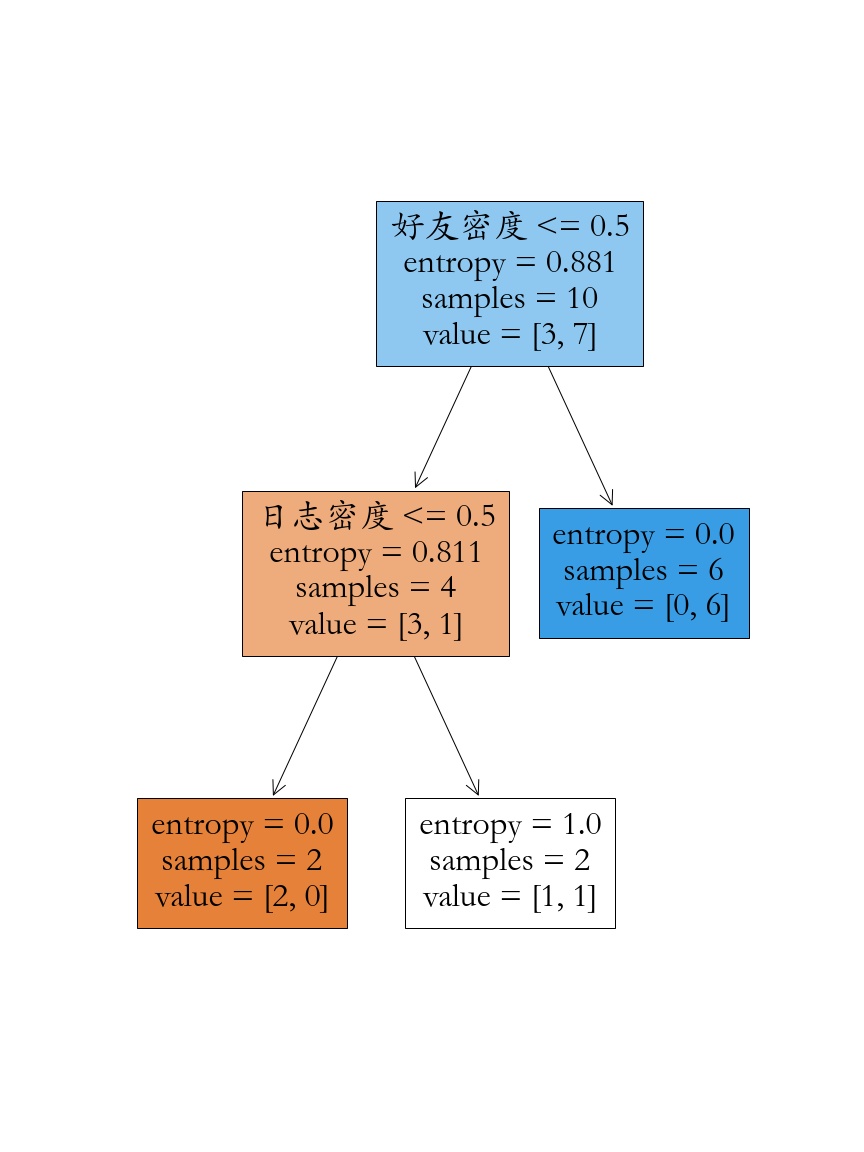 好友密度 <= 0.5
entropy = 0.881
samples = 10
value = [3, 7]
日志密度 <= 0.5
entropy = 0.811
samples = 4
value = [3, 1]
entropy = 0.0
samples = 6
value = [0, 6]
entropy = 0.0
samples = 2
value = [2, 0]
entropy = 1.0
samples = 2
value = [1, 1]